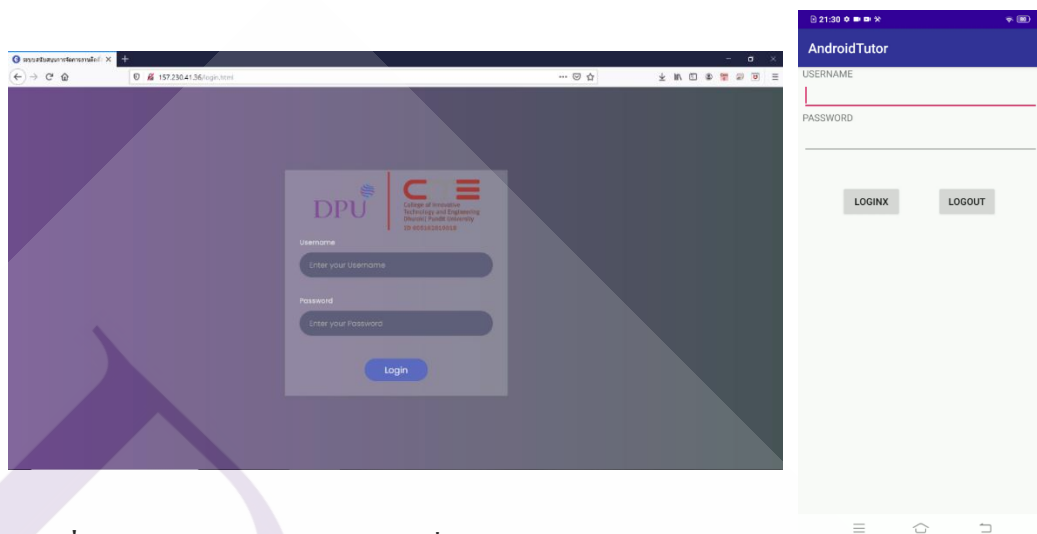 157.230.41.36/login.html
DPU
College of Innovative
Technology and Engineering
Dhurakij Pundit University
Username
Enter your Username
Password
Enter your Password
Login
21:30
AndroidTutor
USERNAME
PASSWORD
LOGINX
LOGOUT